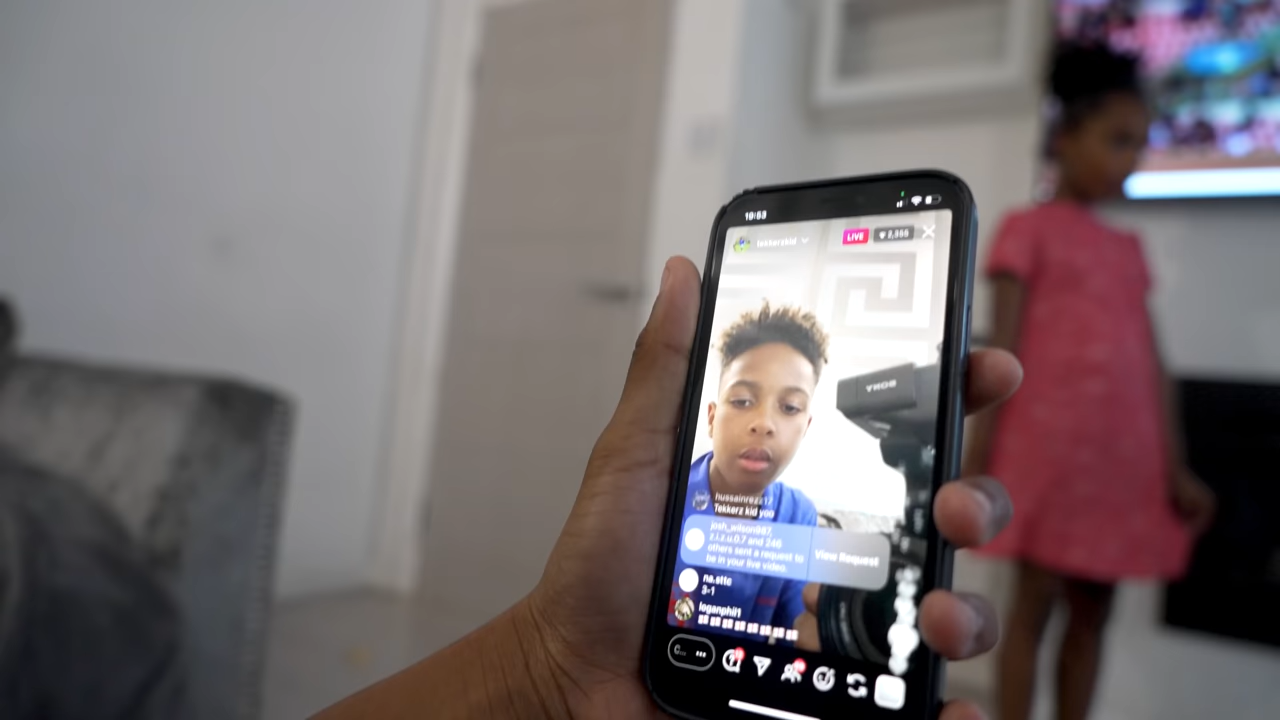 19:53
tekkerzkid
LIVE
2,356
SONY
hussainrezz17
Tekkerz kid yoo
josh_wilson987,
z.i.z.u.0.7 and 246
others sent a request to
be in your live video.
View Request
na.stte
3-1
loganphil1
C...